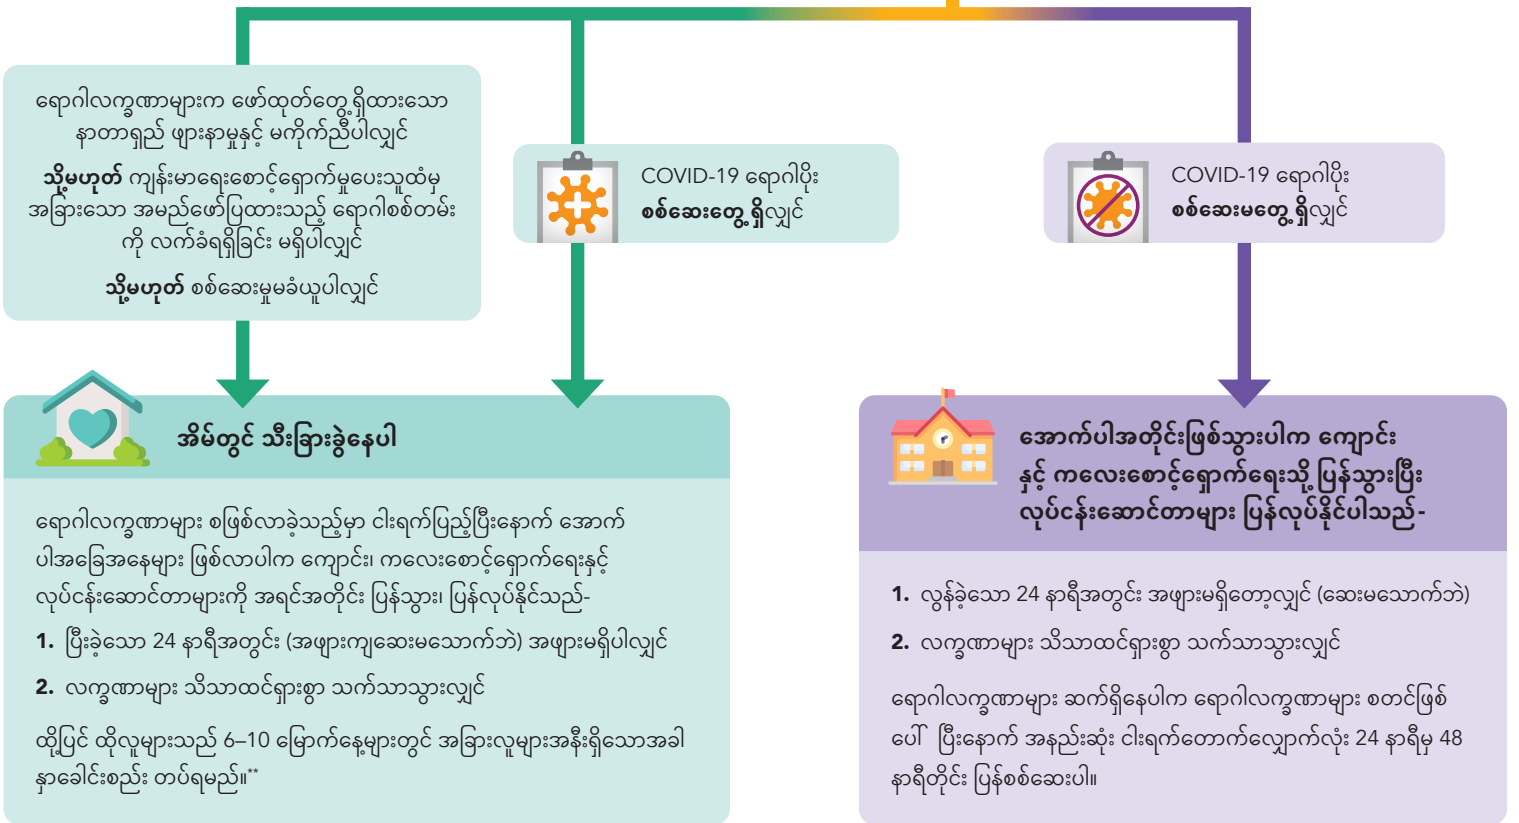 ရောဂါလက္ခဏာများက ဖော်ထုတ်တွေ့ရှိထားသော
နာတာရှည် ဖျားနာမှုနှင့် မကိုက်ညီပါလျှင်
သို့မဟုတ် ကျန်းမာရေးစောင့်ရှောက်မှုပေးသူထံမှ
အခြားသော အမည်ဖော်ပြထားသည့် ရောဂါစစ်တမ်း
ကို လက်ခံရရှိခြင်း မရှိပါလျှင်
သို့မဟုတ် စစ်ဆေးမှုမခံယူပါလျှင်
COVID-19 ရောဂါပိုး
စစ်ဆေးတွေ့ရှိလျှင်
COVID-19 ရောဂါပိုး
စစ်ဆေးမတွေ့ရှိလျှင်
အိမ်တွင် သီးခြားခွဲနေပါ
ရောဂါလက္ခဏာများ စဖြစ်လာခဲ့သည့်မှာ ငါးရက်ပြည့်ပြီးနောက် အောက်
ပါအခြေအနေများ ဖြစ်လာပါက ကျောင်း၊ ကလေးစောင့်ရှောက်ရေးနှင့်
လုပ်ငန်းဆောင်တာများကို အရင်အတိုင်း ပြန်သွား၊ ပြန်လုပ်နိုင်သည်-
1. ပြီးခဲ့သော 24 နာရီအတွင်း (အဖျားကျဆေးမသောက်ဘဲ) အဖျားမရှိပါလျှင်
2. လက္ခဏာများ သိသာထင်ရှားစွာ သက်သာသွားလျှင်
ထို့ပြင် ထိုလူများသည် 6–10 မြောက်နေ့များတွင် အခြားလူများအနီးရှိသောအခါ
နှာခေါင်းစည်း တပ်ရမည်။**
အောက်ပါအတိုင်းဖြစ်သွားပါက ကျောင်း
နှင့် ကလေးစောင့်ရှောက်ရေးသို့ ပြန်သွားပြီး
လုပ်ငန်းဆောင်တာများ ပြန်လုပ်နိုင်ပါသည်-
1. လွန်ခဲ့သော 24 နာရီအတွင်း အဖျားမရှိတော့လျှင် (ဆေးမသောက်ဘဲ)
2. လက္ခဏာများ သိသာထင်ရှားစွာ သက်သာသွားလျှင်
ရောဂါလက္ခဏာများ ဆက်ရှိနေပါက ရောဂါလက္ခဏာများ စတင်ဖြစ်
ပေါ် ပြီးနောက် အနည်းဆုံး ငါးရက်တောက်လျှောက်လုံး 24 နာရီမှ 48
နာရီတိုင်း ပြန်စစ်ဆေးပါ။